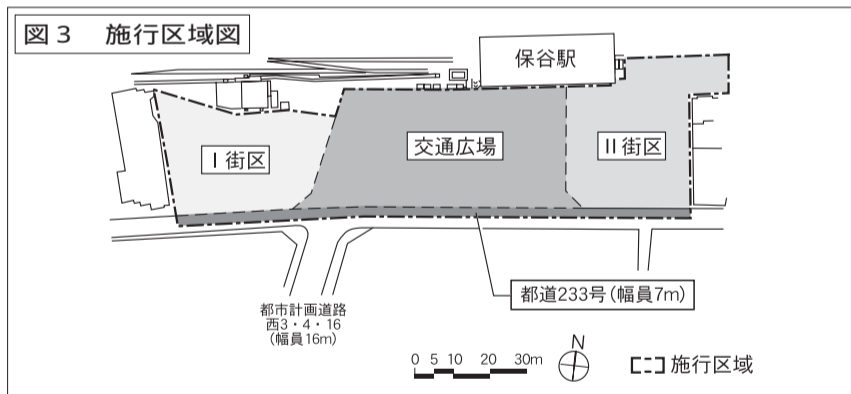 図3 施行区域図
保谷駅
I街区
交通広場
II街区
都道233号(幅員7m)
都市計画道路
西3・4・16
(幅員16m)
0 5 10 20 30m
N
施行区域